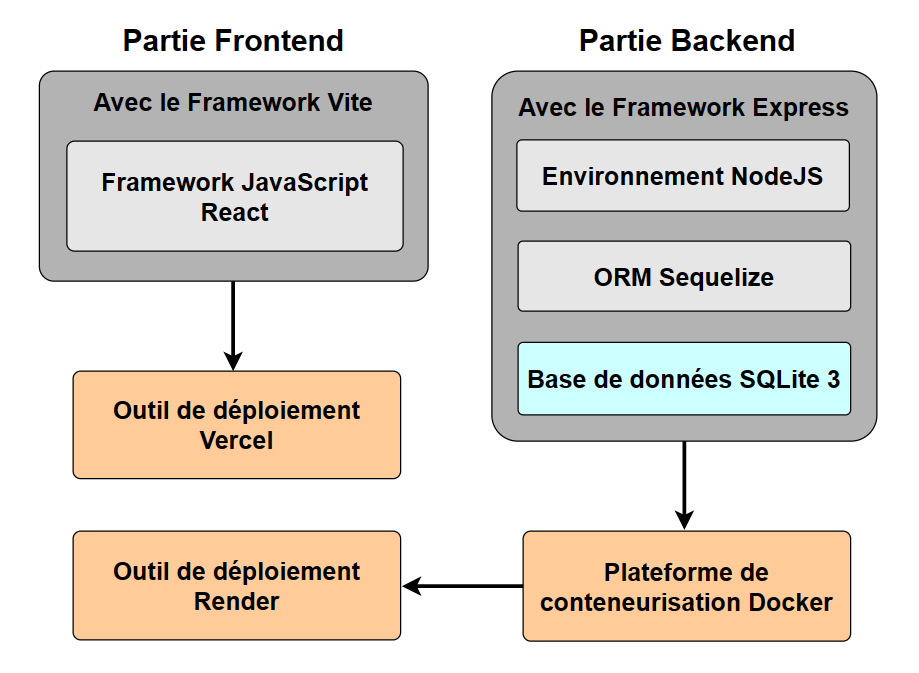 Partie Frontend
Avec le Framework Vite
Framework JavaScript
React
Outil de déploiement
Vercel
Outil de déploiement
Render
Partie Backend
Avec le Framework Express
Environnement NodeJS
ORM Sequelize
Base de données SQLite 3
Plateforme de
conteneurisation Docker